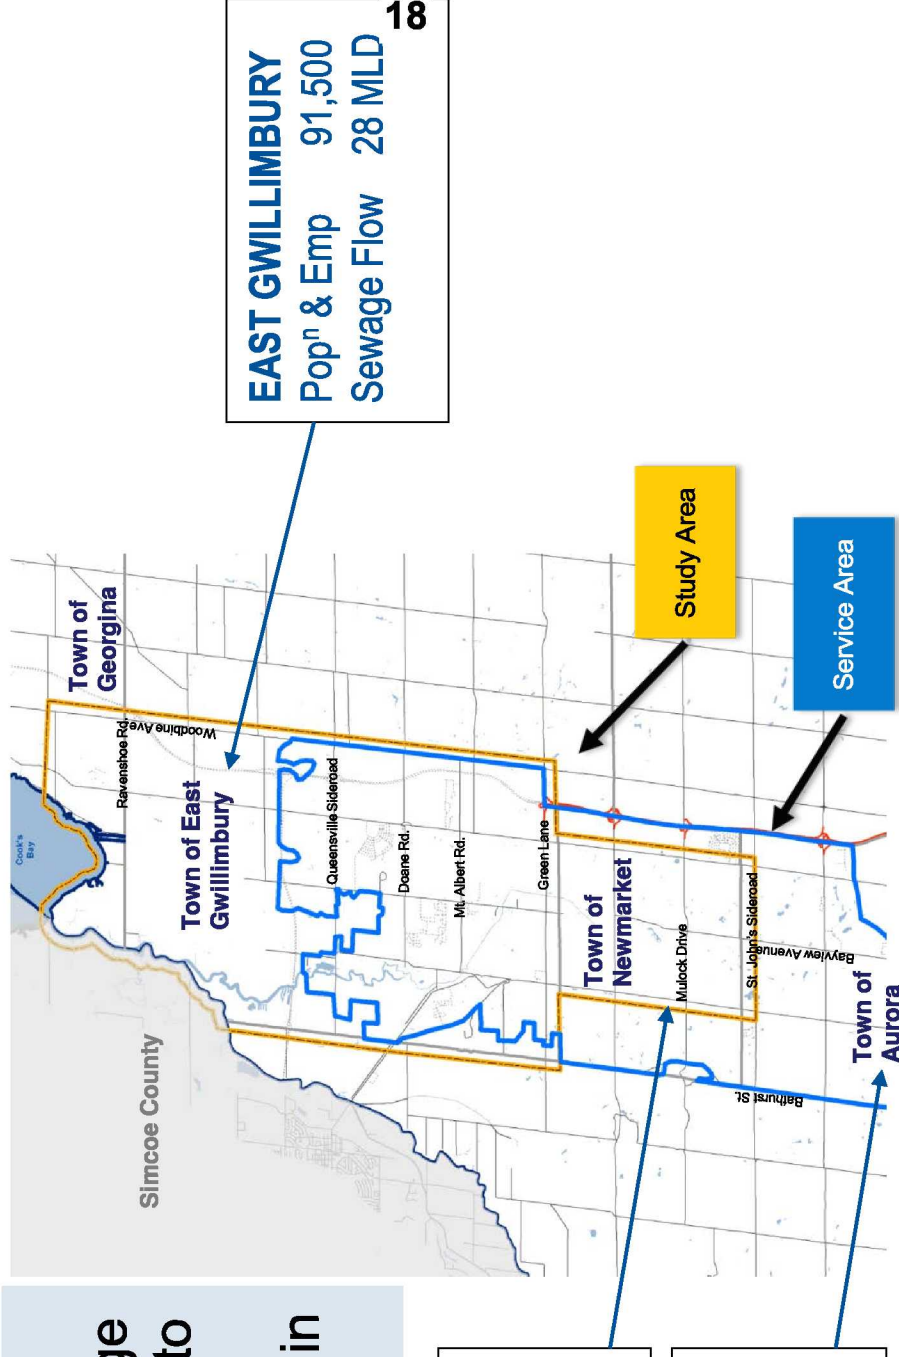 ge
to
in
EAST GWILLIMBURY
Popⁿ & Emp 91,500
Sewage Flow 28 MLD
18
Cook's
Bay
Town of
Georgina
Ravenshoe Rd.
Woodbine Ave.
Town of East
Gwillimbury
Simcoe County
Queensville Sideroad
Doane Rd.
Mt. Albert Rd.
Green Lane
Study Area
Town of
Newmarket
Mulock Drive
St. John's Sideroad
Bayview Avenue
Bathurst St.
Service Area
Town of
Aurora